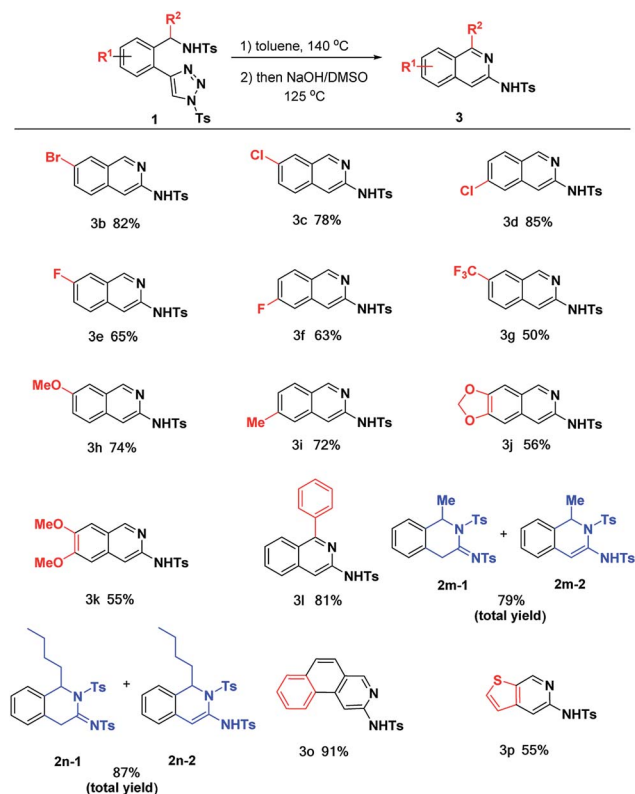 R²
NHTs
R¹
N
N
N
Ts
1
1) toluene, 140 °C
2) then NaOH/DMSO
125 °C
R²
R¹
N
NHTs
3
Br
N
NHTs
3b 82%
Cl
N
NHTs
3c 78%
Cl
N
NHTs
3d 85%
F
N
NHTs
3e 65%
F
N
NHTs
3f 63%
F₃C
N
NHTs
3g 50%
MeO
N
NHTs
3h 74%
Me
N
NHTs
3i 72%
O
O
N
NHTs
3j 56%
MeO
MeO
N
NHTs
3k 55%
N
NHTs
3l 81%
Me
N
Ts
NTs
2m-1
+
Me
N
Ts
NHTs
2m-2
79%
(total yield)
N
Ts
NTs
2n-1
+
N
Ts
NHTs
2n-2
87%
(total yield)
N
NHTs
3o 91%
S
N
NHTs
3p 55%